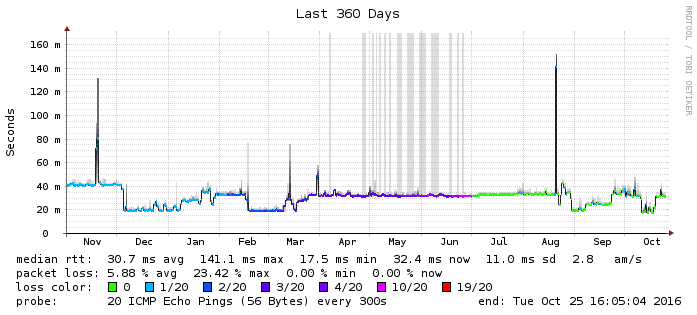 Last 360 Days
RRDTOOL / TOBI OETIKER
Seconds
160 m
140 m
120 m
100 m
80 m
60 m
40 m
20 m
0
Nov Dec Jan Feb Mar Apr May Jun Jul Aug Sep Oct
median rtt: 30.7 ms avg 141.1 ms max 17.5 ms min 32.4 ms now 11.0 ms sd 2.8 am/s
packet loss: 5.88 % avg 23.42 % max 0.00 % min 0.00 % now
loss color: 0 1/20 2/20 3/20 4/20 10/20 19/20
probe: 20 ICMP Echo Pings (56 Bytes) every 300s end: Tue Oct 25 16:05:04 2016